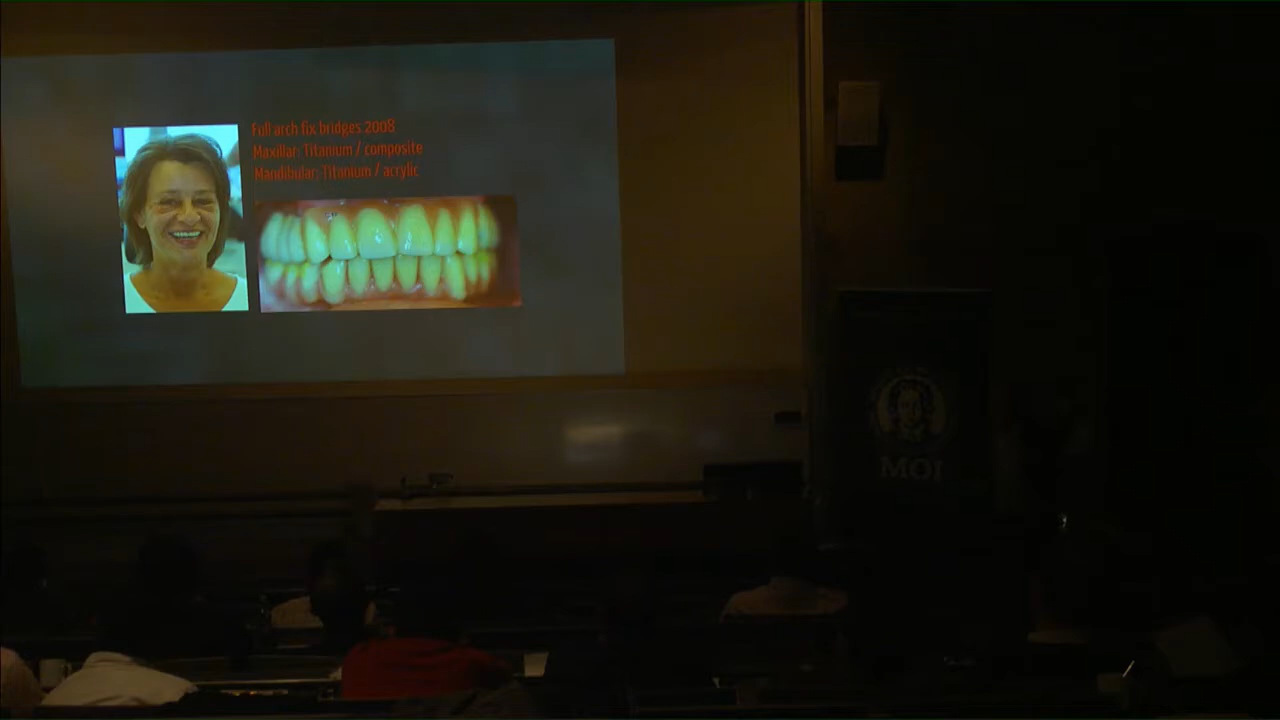 Full arch fix bridges 2008
Maxillar: Titanium / composite
Mandibular: Titanium / acrylic
MOI